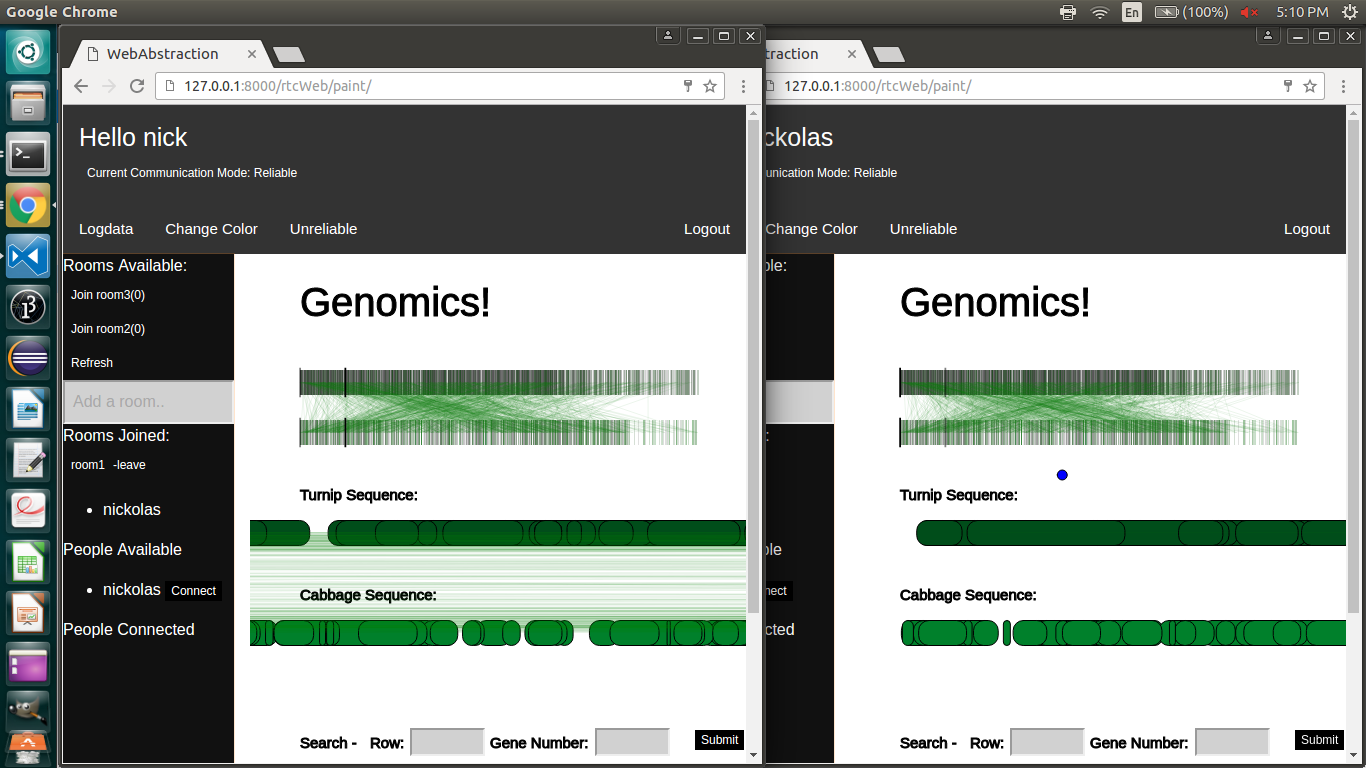 Google Chrome
En
(100%)
5:10 PM
WebAbstraction
127.0.0.1:8000/rtcWeb/paint/
Hello nick
Current Communication Mode: Reliable
Logdata Change Color Unreliable Logout
Rooms Available:
Join room3(0)
Join room2(0)
Refresh
Add a room..
Rooms Joined:
room1 -leave
nickolas
People Available
nickolas Connect
People Connected
Genomics!
Turnip Sequence:
Cabbage Sequence:
Search - Row: Gene Number: Submit
traction
127.0.0.1:8000/rtcWeb/paint/
ckolas
unication Mode: Reliable
Change Color Unreliable Logout
ble:
:
ble
nect
cted
Genomics!
Turnip Sequence:
Cabbage Sequence:
Search - Row: Gene Number: Submit